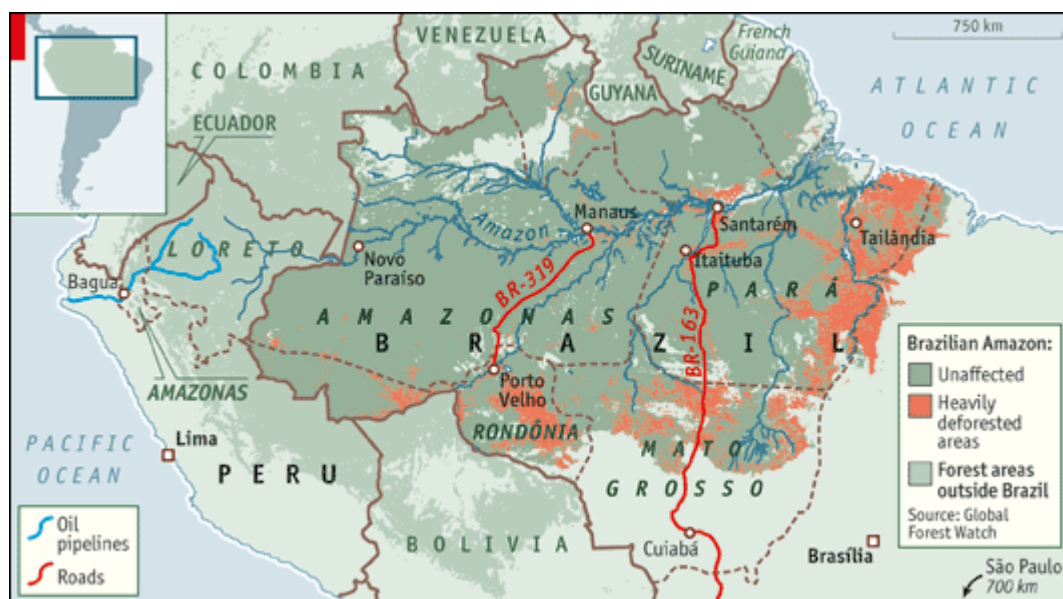 VENEZUELA
750 km
French
Guiana
COLOMBIA
SURINAME
GUYANA
ATLANTIC
OCEAN
ECUADOR
Manaus
Santarém
Amazon
Tailândia
LORETO
Novo
Paraíso
Itaituba
Bagua
BR-319
PARÁ
AMAZONAS
BRAZIL
BR-163
Brazilian Amazon:
Unaffected
Heavily
deforested
areas
Forest areas
outside Brazil
Source: Global
Forest Watch
AMAZONAS
Porto
Velho
PACIFIC
OCEAN
Lima
RONDÔNIA
MATO
GROSSO
PERU
Oil
pipelines
Roads
BOLIVIA
Cuiabá
Brasília
São Paulo
700 km